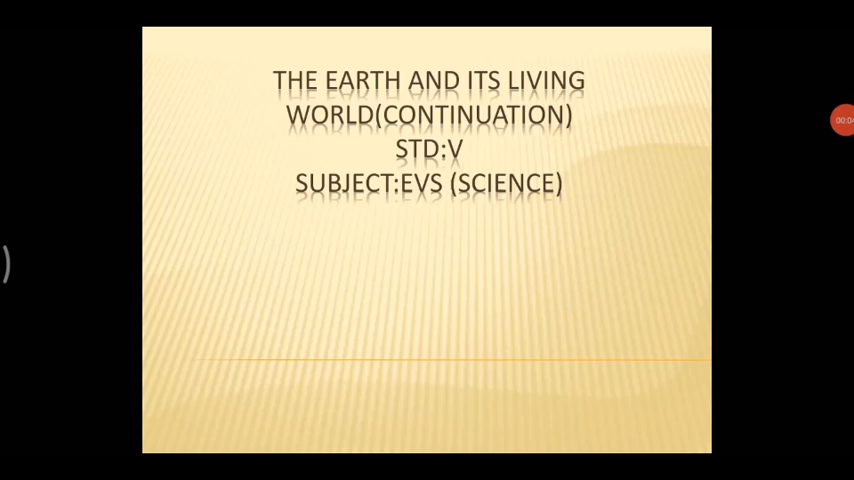 THE EARTH AND ITS LIVING
WORLD(CONTINUATION)
STD:V
SUBJECT:EVS (SCIENCE)